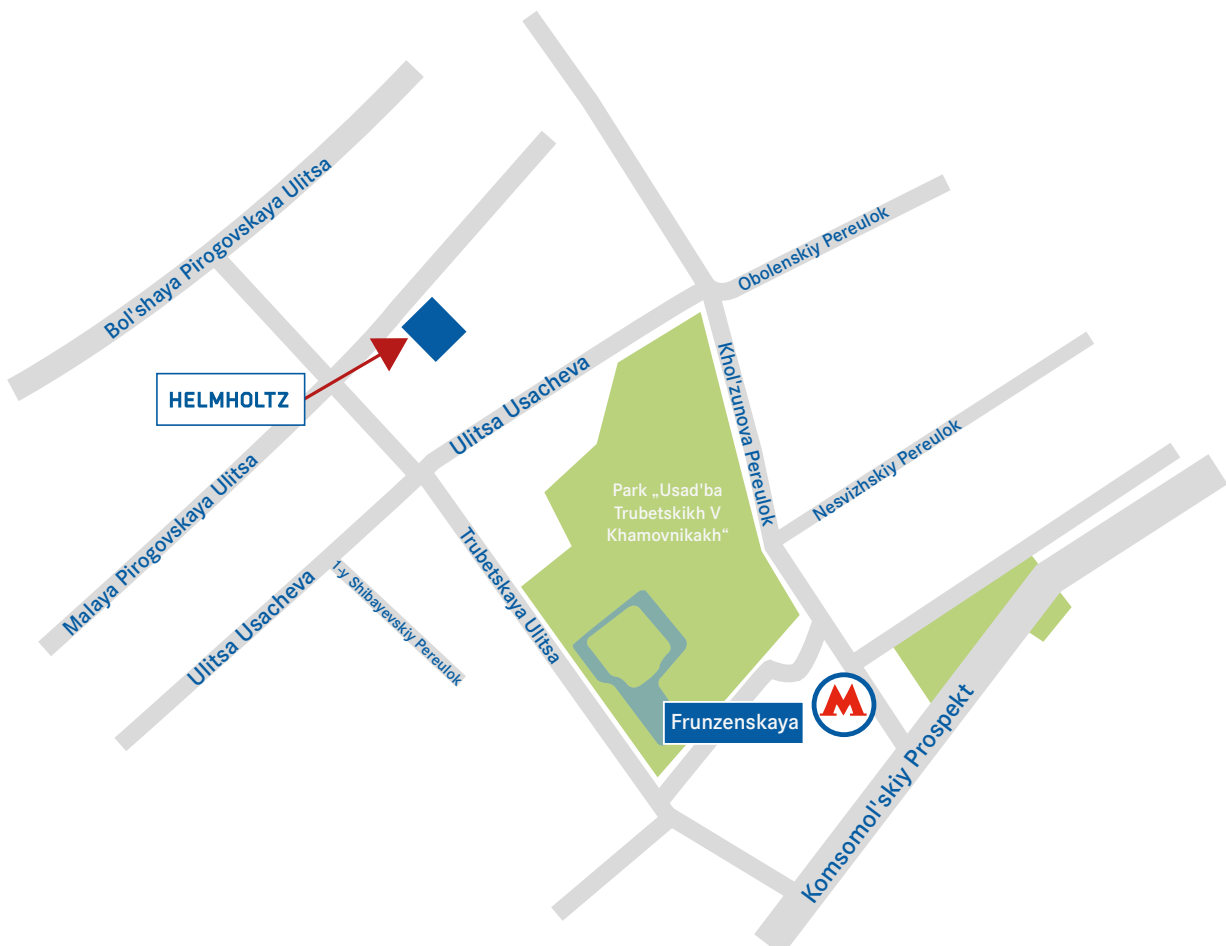 Bol'shaya Pirogovskaya Ulitsa
Obolenskiy Pereulok
HELMHOLTZ
Ulitsa Usacheva
Khol'zunova Pereulok
Nesvizhskiy Pereulok
Malaya Pirogovskaya Ulitsa
Park „Usad'ba
Trubetskikh V
Khamovnikakh“
Trubetskaya Ulitsa
Ulitsa Usacheva
1-y Shibayevskiy Pereulok
Frunzenskaya
M
Komsomol'skiy Prospekt